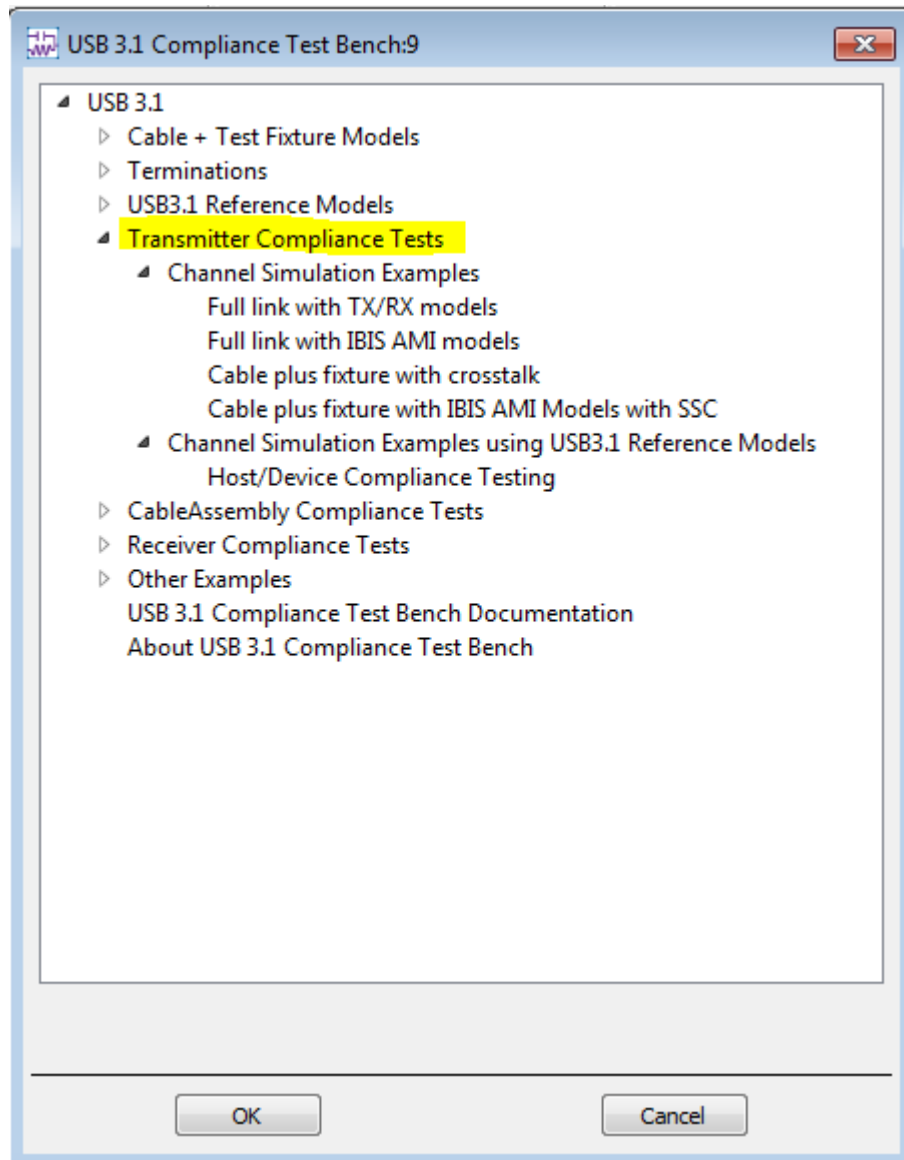 USB 3.1 Compliance Test Bench:9
USB 3.1
Cable + Test Fixture Models
Terminations
USB3.1 Reference Models
Transmitter Compliance Tests
Channel Simulation Examples
Full link with TX/RX models
Full link with IBIS AMI models
Cable plus fixture with crosstalk
Cable plus fixture with IBIS AMI Models with SSC
Channel Simulation Examples using USB3.1 Reference Models
Host/Device Compliance Testing
CableAssembly Compliance Tests
Receiver Compliance Tests
Other Examples
USB 3.1 Compliance Test Bench Documentation
About USB 3.1 Compliance Test Bench
OK Cancel